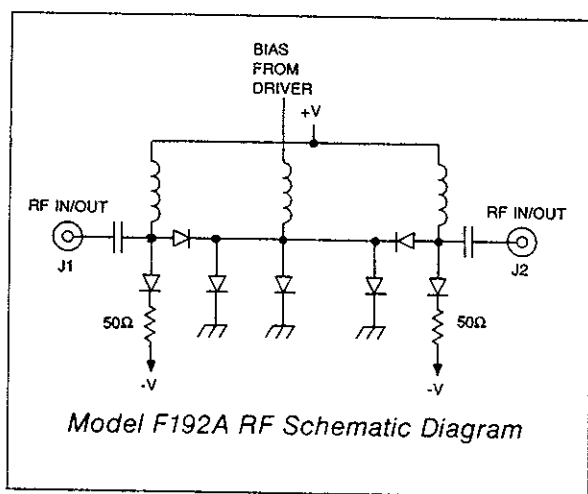 BIAS
FROM
DRIVER
+V
RF IN/OUT
RF IN/OUT
J1
J2
50Ω
50Ω
-V
-V
Model F192A RF Schematic Diagram